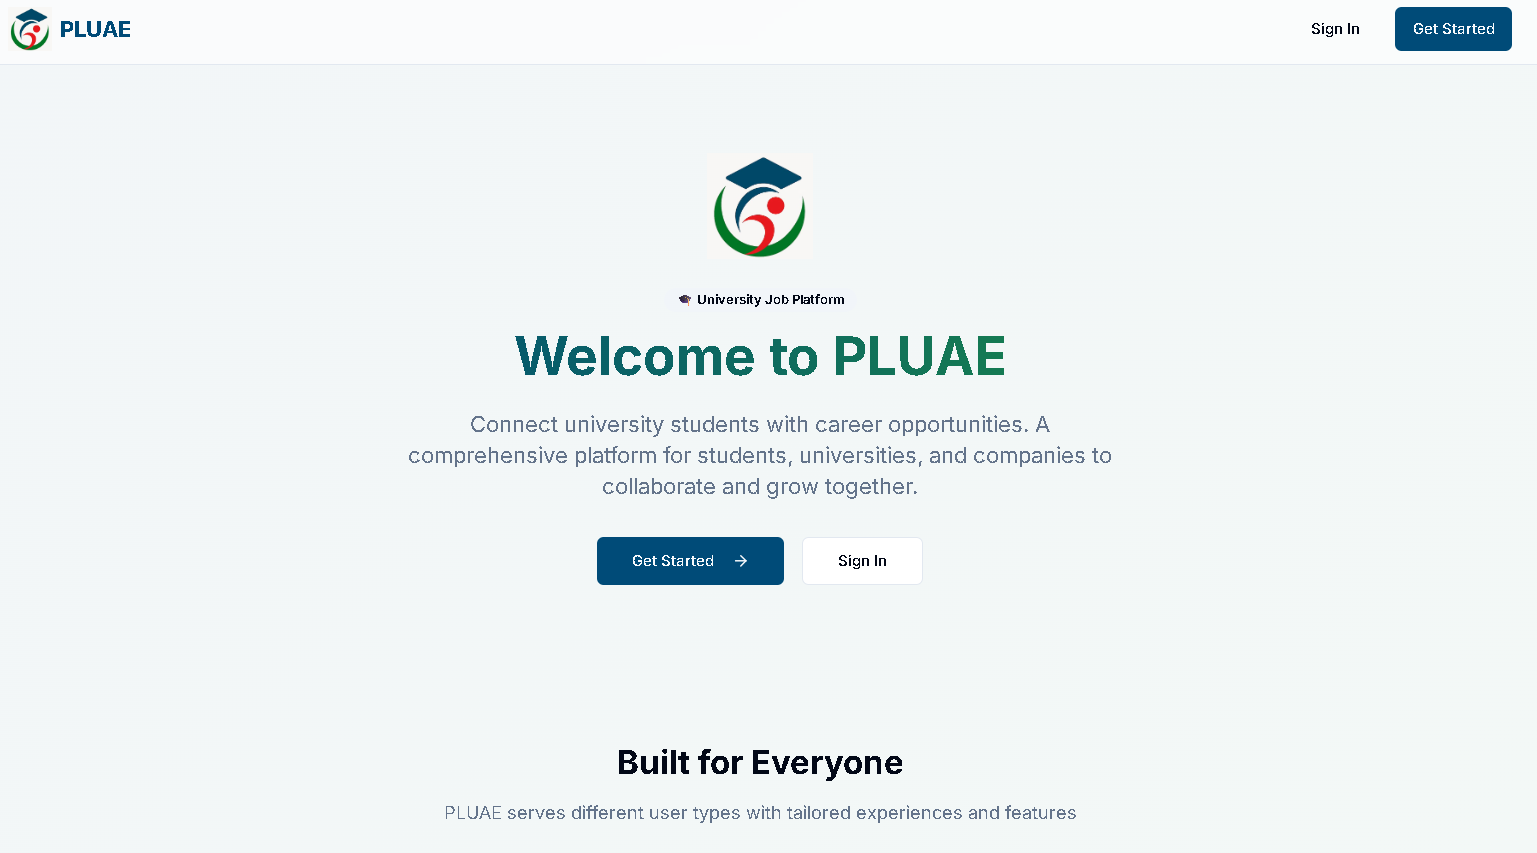 PLUAE
Sign In
Get Started
University Job Platform
Welcome to PLUAE
Connect university students with career opportunities. A
comprehensive platform for students, universities, and companies to
collaborate and grow together.
Get Started
Sign In
Built for Everyone
PLUAE serves different user types with tailored experiences and features